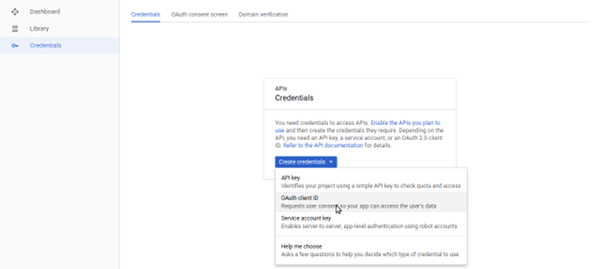 Dashboard
Library
Credentials
Credentials OAuth consent screen Domain verification
APIs
Credentials
You need credentials to access APIs. Enable the APIs you plan to
use and then create the credentials they require. Depending on the
API, you need an API key, a service account, or an OAuth 2.0 client
ID. Refer to the API documentation for details.
Create credentials
API key
Identifies your project using a simple API key to check quota and access
OAuth client ID
Requests user consent so your app can access the user's data
Service account key
Enables server-to-server, app-level authentication using robot accounts
Help me choose
Asks a few questions to help you decide which type of credential to use